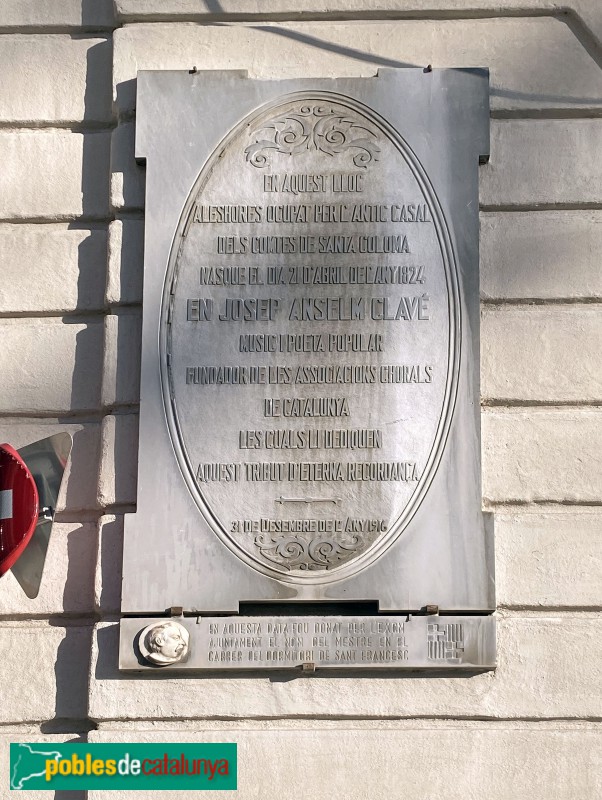 EN AQUEST LLOC
ALESHORES OCUPAT PER L'ANTIC CASAL
DELS COMTES DE SANTA COLOMA
NASQUE EL DIA 21 D'ABRIL DE L'ANY 1824
EN JOSEP ANSELM CLAVÉ
MUSIC I POETA POPULAR
FUNDADOR DE LES ASSOCIACIONS CHORALS
DE CATALUNYA
LES QUALS LI DEDIQUEN
AQUEST TRIBUT D'ETERNA RECORDANÇA
31 DE DESEMBRE DE L'ANY 1916
EN AQUESTA DATA FOU DONAT PER L'EXCM.
AJUNTAMENT EL NOM DEL MESTRE EN EL
CARRER DEL DORMITORI DE SANT FRANCESC
poblesdecatalunya